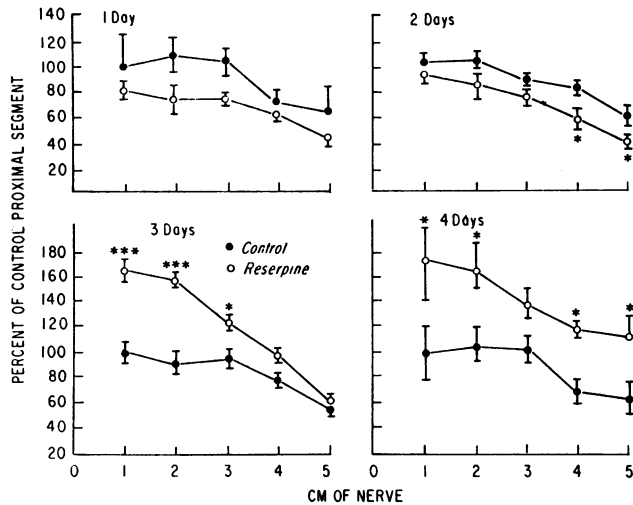 1 Day
2 Days
140
120
100
80
60
40
20
*
*
PERCENT OF CONTROL PROXIMAL SEGMENT
3 Days
4 Days
Control
Reserpine
***
***
*
*
*
*
*
180
160
140
120
100
80
60
40
20
0 1 2 3 4 5
0 1 2 3 4 5
CM OF NERVE